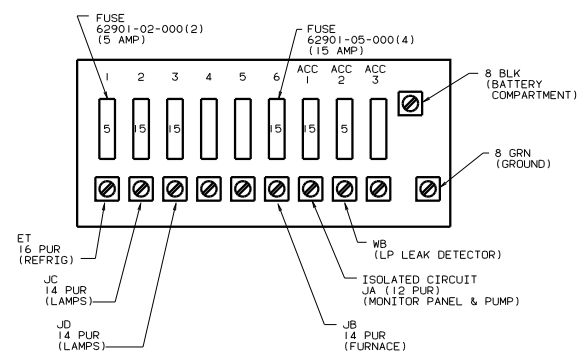 FUSE
62901-02-000(2)
(5 AMP)
FUSE
62901-05-000(4)
(15 AMP)
1 2 3 4 5 6 ACC 1 ACC 2 ACC 3
8 BLK
(BATTERY
COMPARTMENT)
5 15 15 15 15 5
8 GRN
(GROUND)
ET
16 PUR
(REFRIG)
WB
(LP LEAK DETECTOR)
JC
14 PUR
(LAMPS)
ISOLATED CIRCUIT
JA (12 PUR)
(MONITOR PANEL & PUMP)
JD
14 PUR
(LAMPS)
JB
14 PUR
(FURNACE)